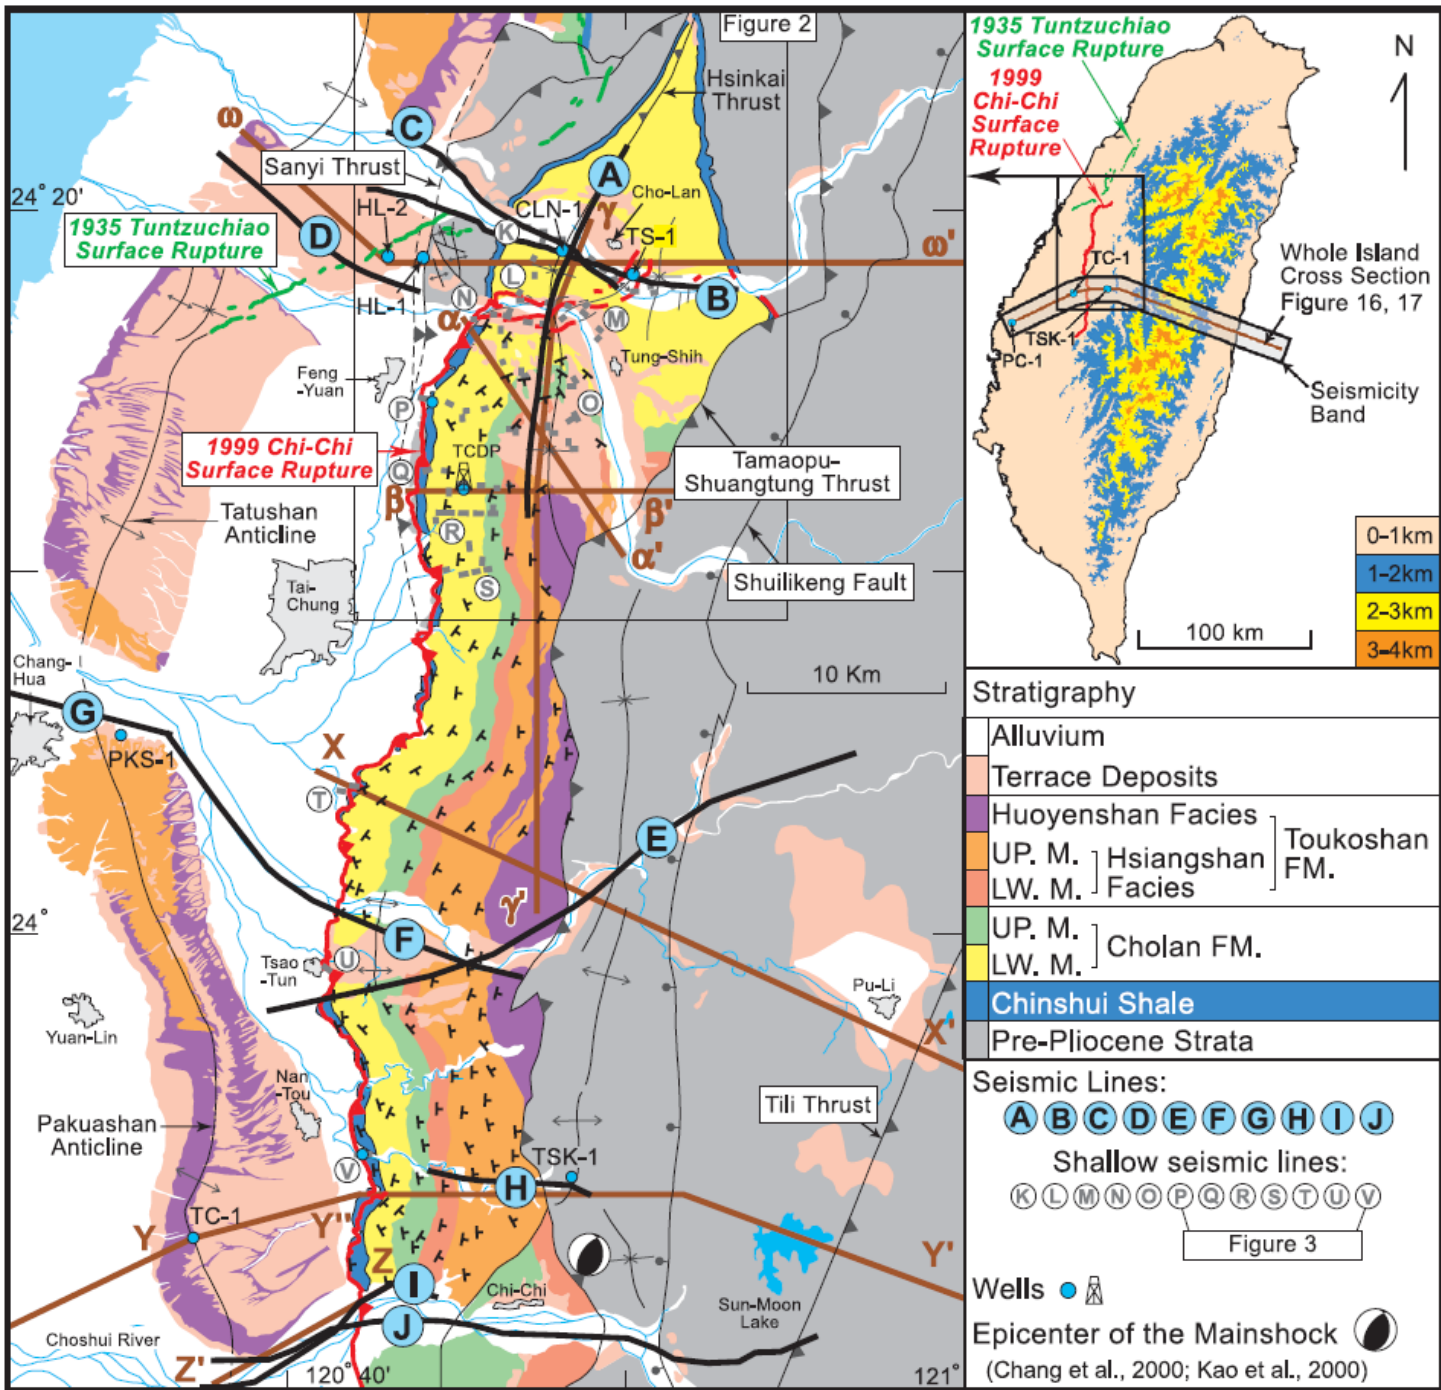 Figure 2
Hsinkai
Thrust
ω
C
Sanyi Thrust
A
Cho-Lan
24° 20'
HL-2
CLN-1
γ
K
TS-1
1935 Tuntzuchiao
Surface Rupture
D
ω'
L
B
HL-1
N
α
M
Feng
-Yuan
Tung-Shih
P
O
1999 Chi-Chi
Surface Rupture
TCDP
Q
β
β'
Tamaopu-
Shuangtung Thrust
Tatushan
Anticline
R
α'
S
Shuilikeng Fault
Tai-
Chung
Chang-
Hua
10 Km
G
PKS-1
X
T
E
γ'
24°
F
Tsao
-Tun
U
Pu-Li
Yuan-Lin
X'
Nan
-Tou
Tili Thrust
Pakuashan
Anticline
V
TSK-1
H
TC-1
Y
Y''
Y'
Z
I
Chi-Chi
Sun-Moon
Lake
J
Choshui River
Z'
120° 40'
121°
1935 Tuntzuchiao
Surface Rupture
1999
Chi-Chi
Surface
Rupture
N
TC-1
Whole Island
Cross Section
Figure 16, 17
TSK-1
PC-1
Seismicity
Band
0-1km
1-2km
2-3km
3-4km
100 km
Stratigraphy
Alluvium
Terrace Deposits
Huoyenshan Facies
UP. M.
LW. M.
Hsiangshan
Facies
Toukoshan
FM.
UP. M.
LW. M.
Cholan FM.
Chinshui Shale
Pre-Pliocene Strata
Seismic Lines:
A B C D E F G H I J
Shallow seismic lines:
K L M N O P Q R S T U V
Figure 3
Wells
Epicenter of the Mainshock
(Chang et al., 2000; Kao et al., 2000)